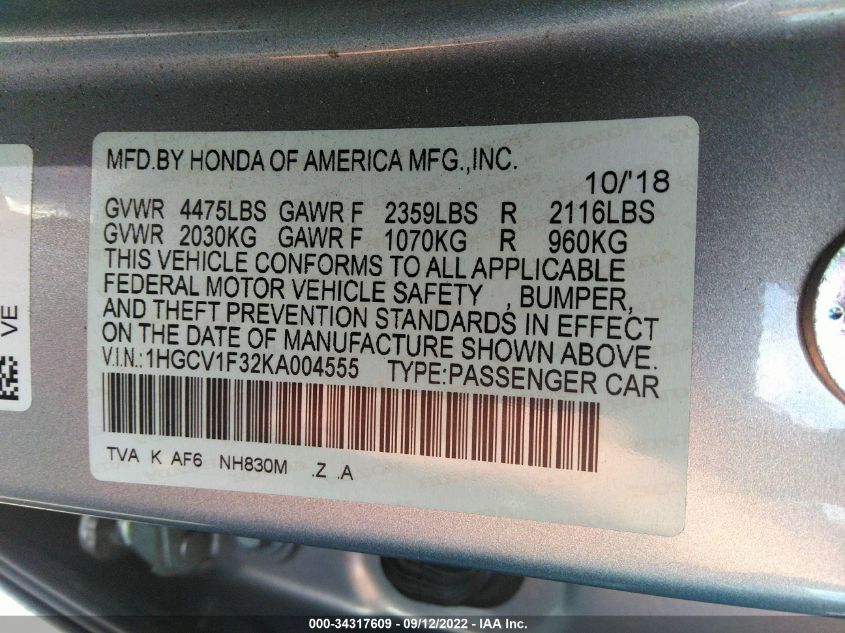 MFD.BY HONDA OF AMERICA MFG.,INC.
10/'18
GVWR 4475LBS GAWR F 2359LBS R 2116LBS
GVWR 2030KG GAWR F 1070KG R 960KG
THIS VEHICLE CONFORMS TO ALL APPLICABLE
FEDERAL MOTOR VEHICLE SAFETY , BUMPER,
AND THEFT PREVENTION STANDARDS IN EFFECT
ON THE DATE OF MANUFACTURE SHOWN ABOVE.
V.I.N.:1HGCV1F32KA004555 TYPE:PASSENGER CAR
TVA K AF6 NH830M .Z .A
VE
000-34317609 - 09/12/2022 - IAA Inc.